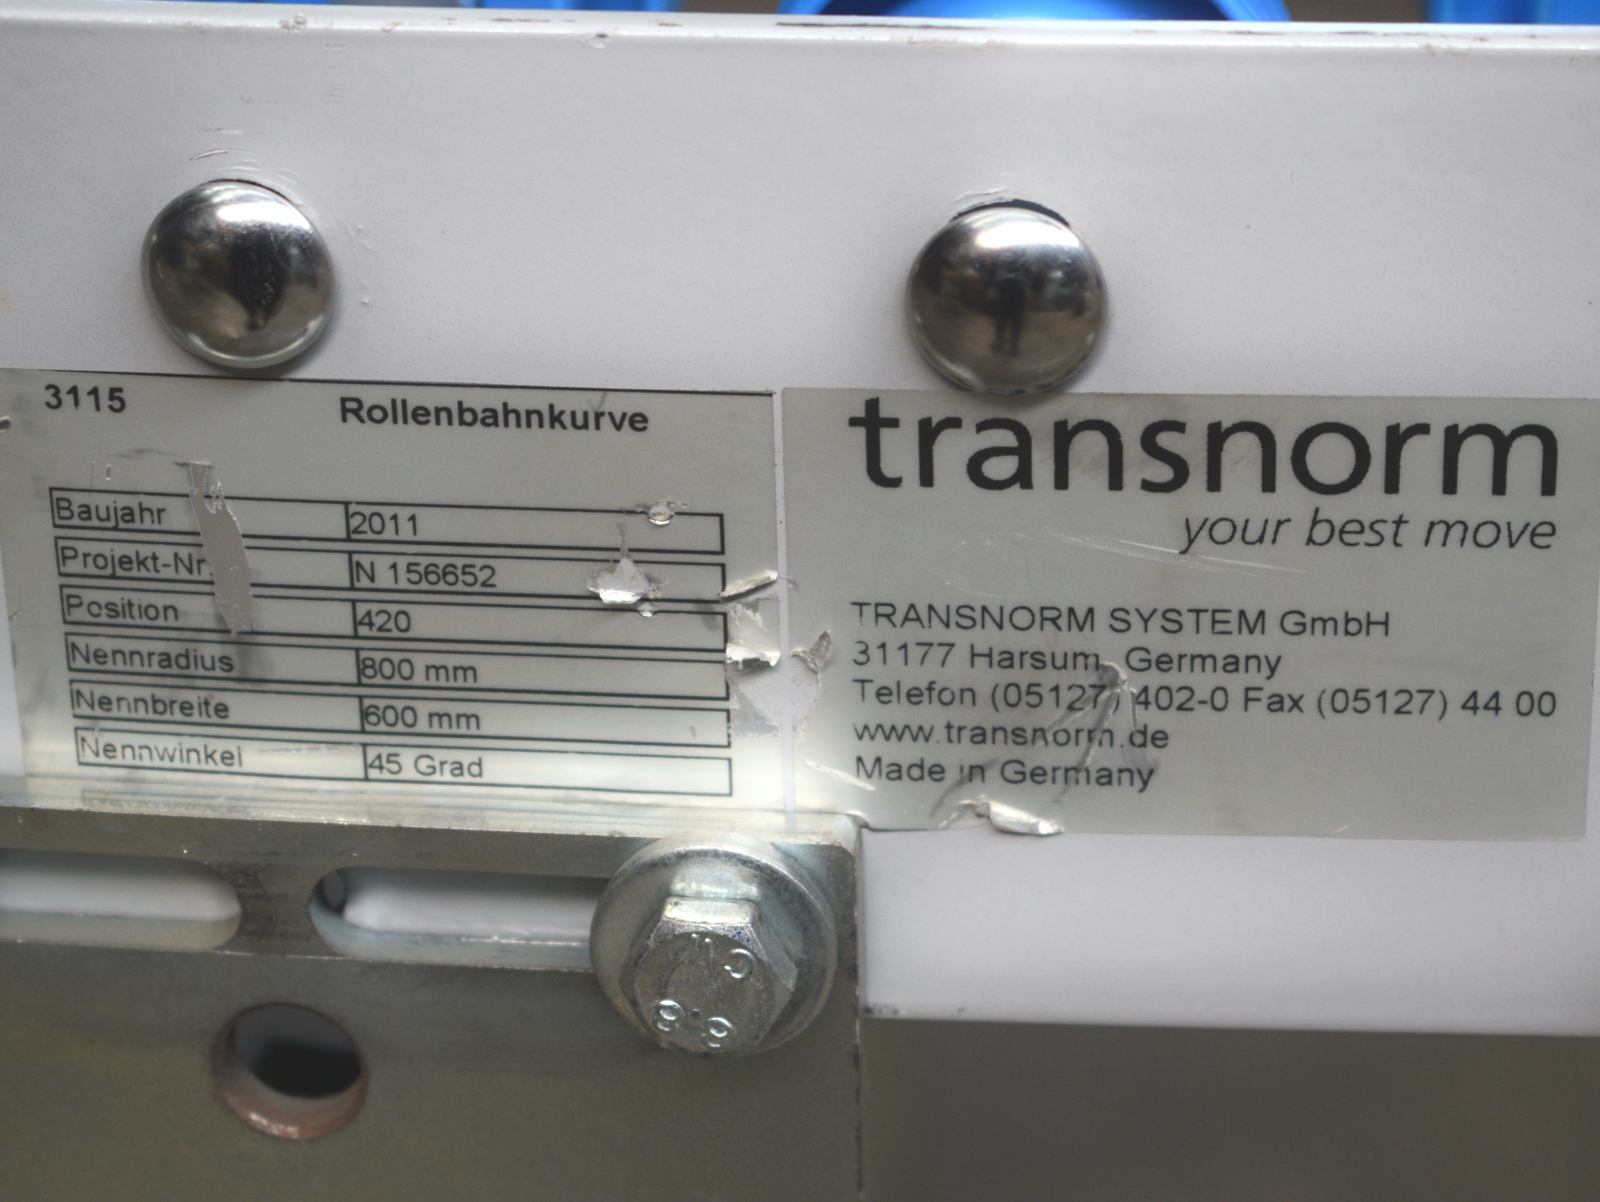 3115 Rollenbahnkurve
Baujahr 2011
Projekt-Nr. N 156652
Position 420
Nennradius 800 mm
Nennbreite 600 mm
Nennwinkel 45 Grad
transnorm
your best move
TRANSNORM SYSTEM GmbH
31177 Harsum, Germany
Telefon (05127) 402-0 Fax (05127) 44 00
www.transnorm.de
Made in Germany
8.8